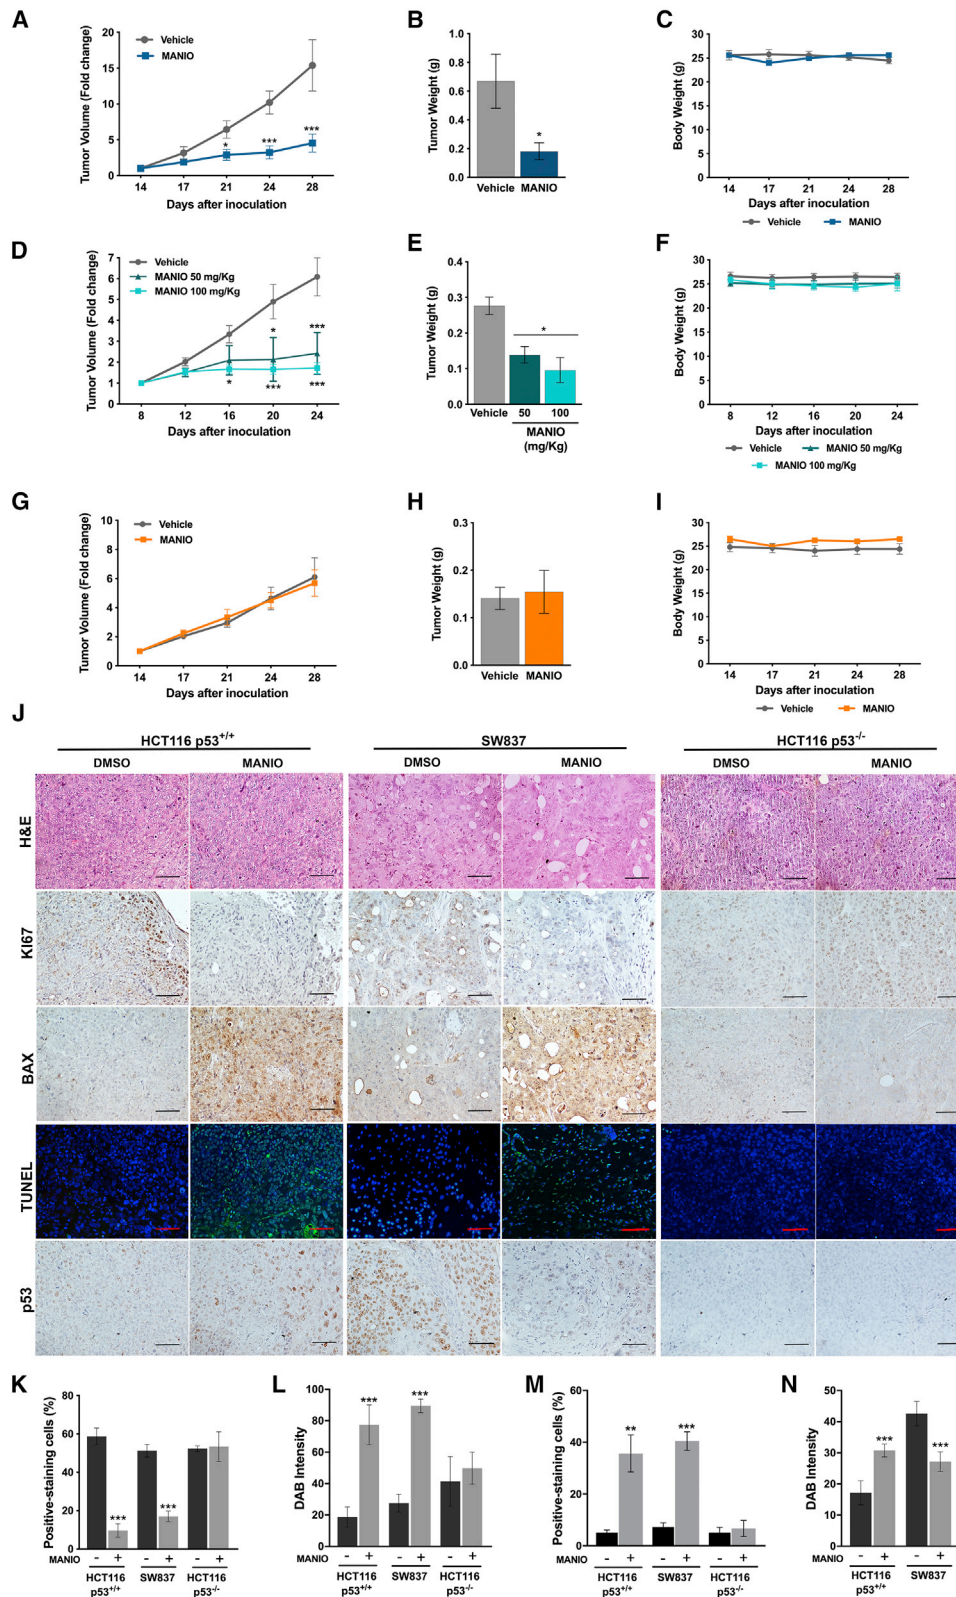 A
Tumor Volume (Fold change)
20
15
10
5
0
Vehicle
MANIO
*
***
***
14 17 21 24 28
Days after inoculation
B
Tumor Weight (g)
1.0
0.8
0.6
0.4
0.2
0.0
*
Vehicle MANIO
C
Body Weight (g)
30
25
20
15
10
5
0
14 17 21 24 28
Days after inoculation
Vehicle MANIO
D
Tumor Volume (Fold change)
7
6
5
4
3
2
1
0
Vehicle
MANIO 50 mg/Kg
MANIO 100 mg/Kg
* ***
* *** ***
8 12 16 20 24
Days after inoculation
E
Tumor Weight (g)
0.4
0.3
0.2
0.1
0.0
*
Vehicle 50 100
MANIO
(mg/Kg)
F
Body Weight (g)
30
25
20
15
10
5
0
8 12 16 20 24
Days after inoculation
Vehicle MANIO 50 mg/Kg
MANIO 100 mg/Kg
G
Tumor Volume (Fold change)
10
8
6
4
2
0
Vehicle
MANIO
14 17 21 24 28
Days after inoculation
H
Tumor Weight (g)
0.3
0.2
0.1
0.0
Vehicle MANIO
I
Body Weight (g)
30
25
20
15
10
5
0
14 17 21 24 28
Days after inoculation
Vehicle MANIO
J
HCT116 p53+/+ SW837 HCT116 p53-/-
DMSO MANIO DMSO MANIO DMSO MANIO
H&E
KI67
BAX
TUNEL
p53
K
Positive-staining cells (%)
80
60
40
20
0
*** ***
MANIO - + - + - +
HCT116 SW837 HCT116
p53+/+ p53-/-
L
DAB Intensity
100
80
60
40
20
0
*** ***
- + - + - +
HCT116 SW837 HCT116
p53+/+ p53-/-
M
Positive-staining cells (%)
60
40
20
0
** ***
MANIO - + - + - +
HCT116 SW837 HCT116
p53+/+ p53-/-
N
DAB Intensity
50
40
30
20
10
0
*** ***
MANIO - + - +
HCT116 SW837
p53+/+